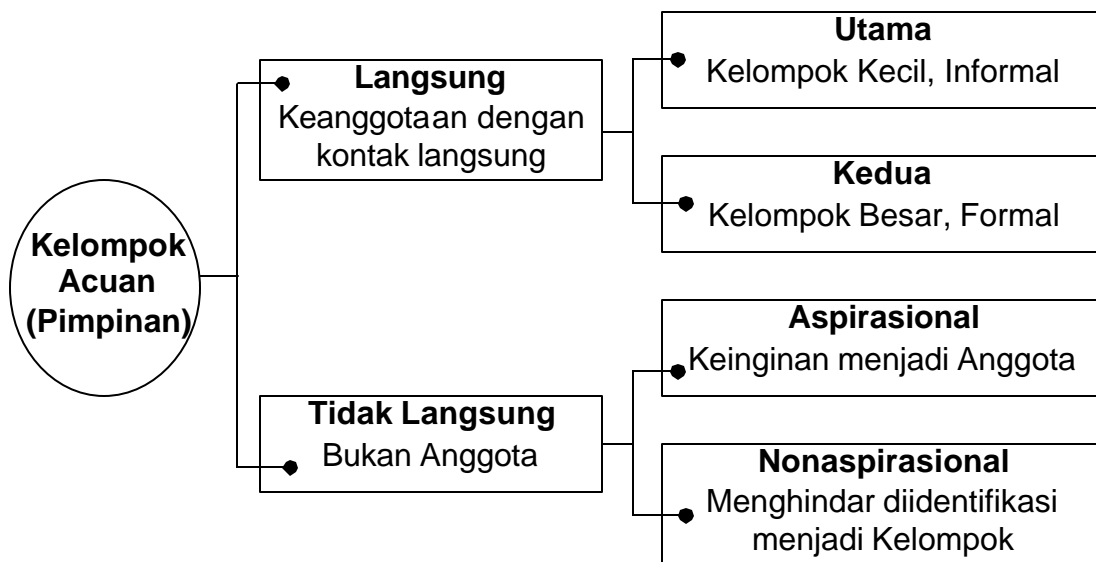 Kelompok
Acuan
(Pimpinan)
Langsung
Keanggotaan dengan
kontak langsung
Utama
Kelompok Kecil, Informal
Kedua
Kelompok Besar, Formal
Tidak Langsung
Bukan Anggota
Aspirasional
Keinginan menjadi Anggota
Nonaspirasional
Menghindar diidentifikasi
menjadi Kelompok